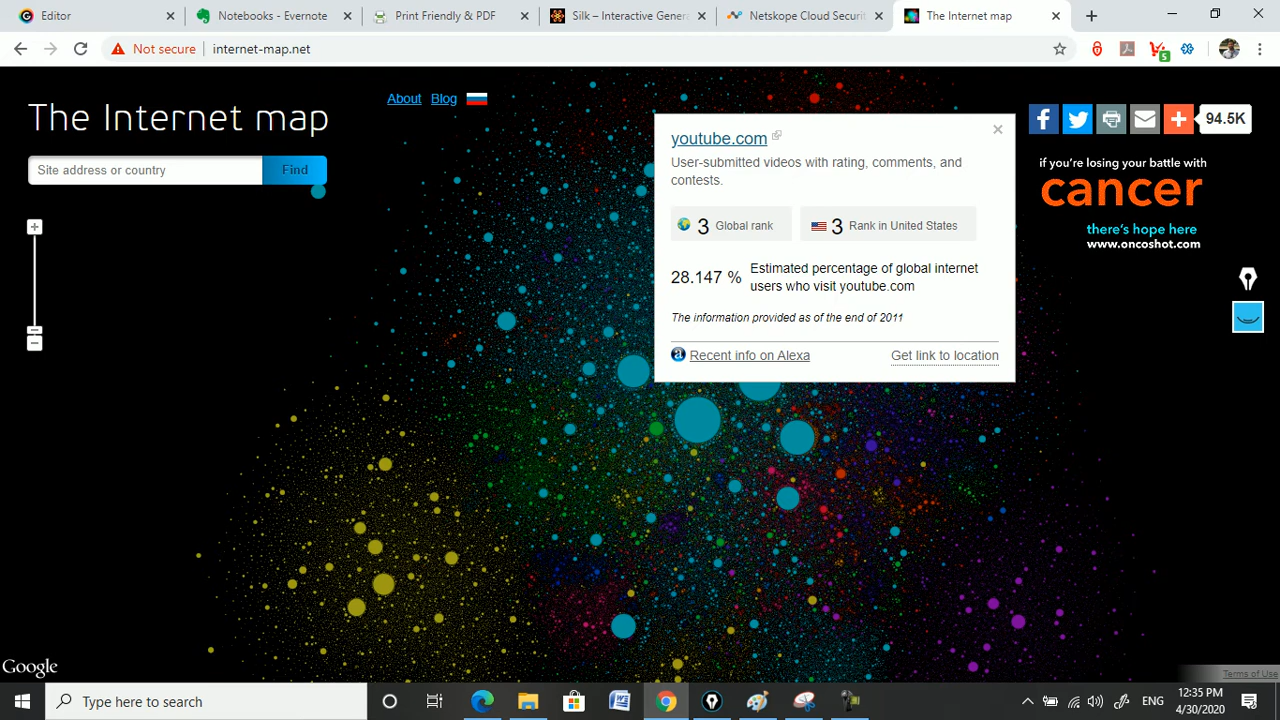 Editor
Notebooks - Evernote
Print Friendly & PDF
Silk – Interactive Gener
Netskope Cloud Securi
The Internet map
Not secure
internet-map.net
5
The Internet map
About
Blog
Site address or country
Find
youtube.com
User-submitted videos with rating, comments, and
contests.
3 Global rank
3 Rank in United States
28.147 %
Estimated percentage of global internet
users who visit youtube.com
The information provided as of the end of 2011
Recent info on Alexa
Get link to location
94.5K
if you're losing your battle with
cancer
there's hope here
www.oncoshot.com
Google
Terms of Use
Type here to search
ENG
12:35 PM
4/30/2020